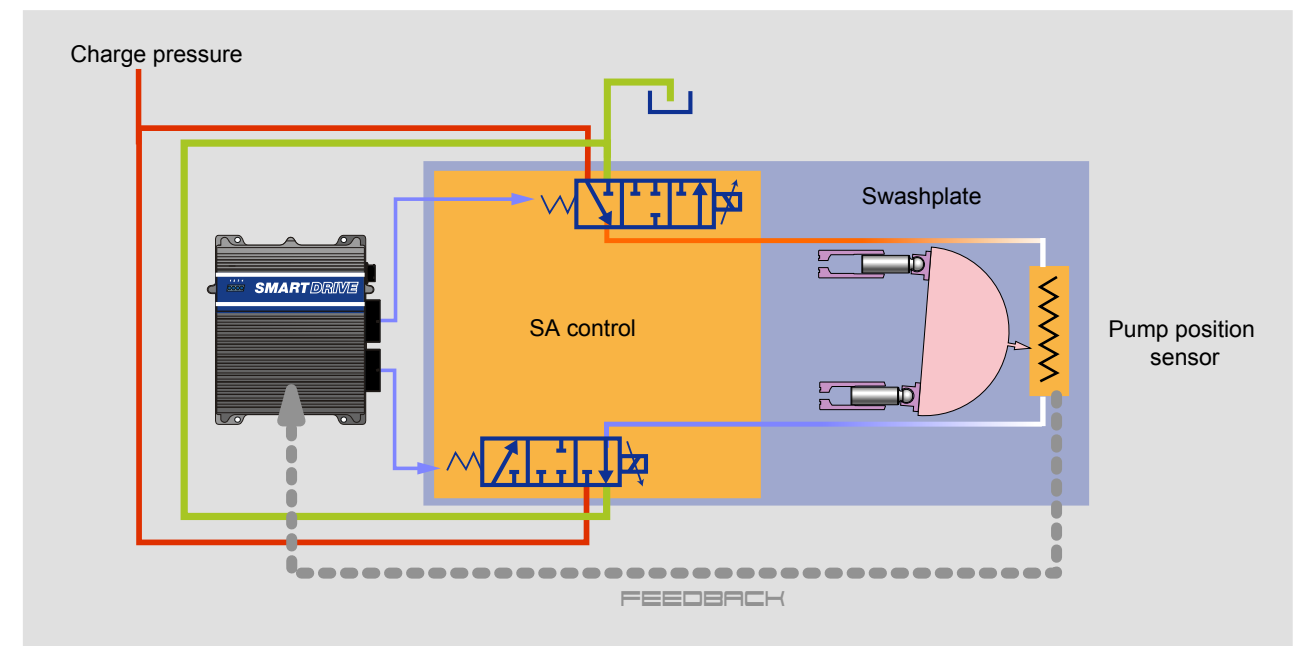 Charge pressure
Swashplate
SMARTDRIVE
SA control
Pump position
sensor
FEEDBACK